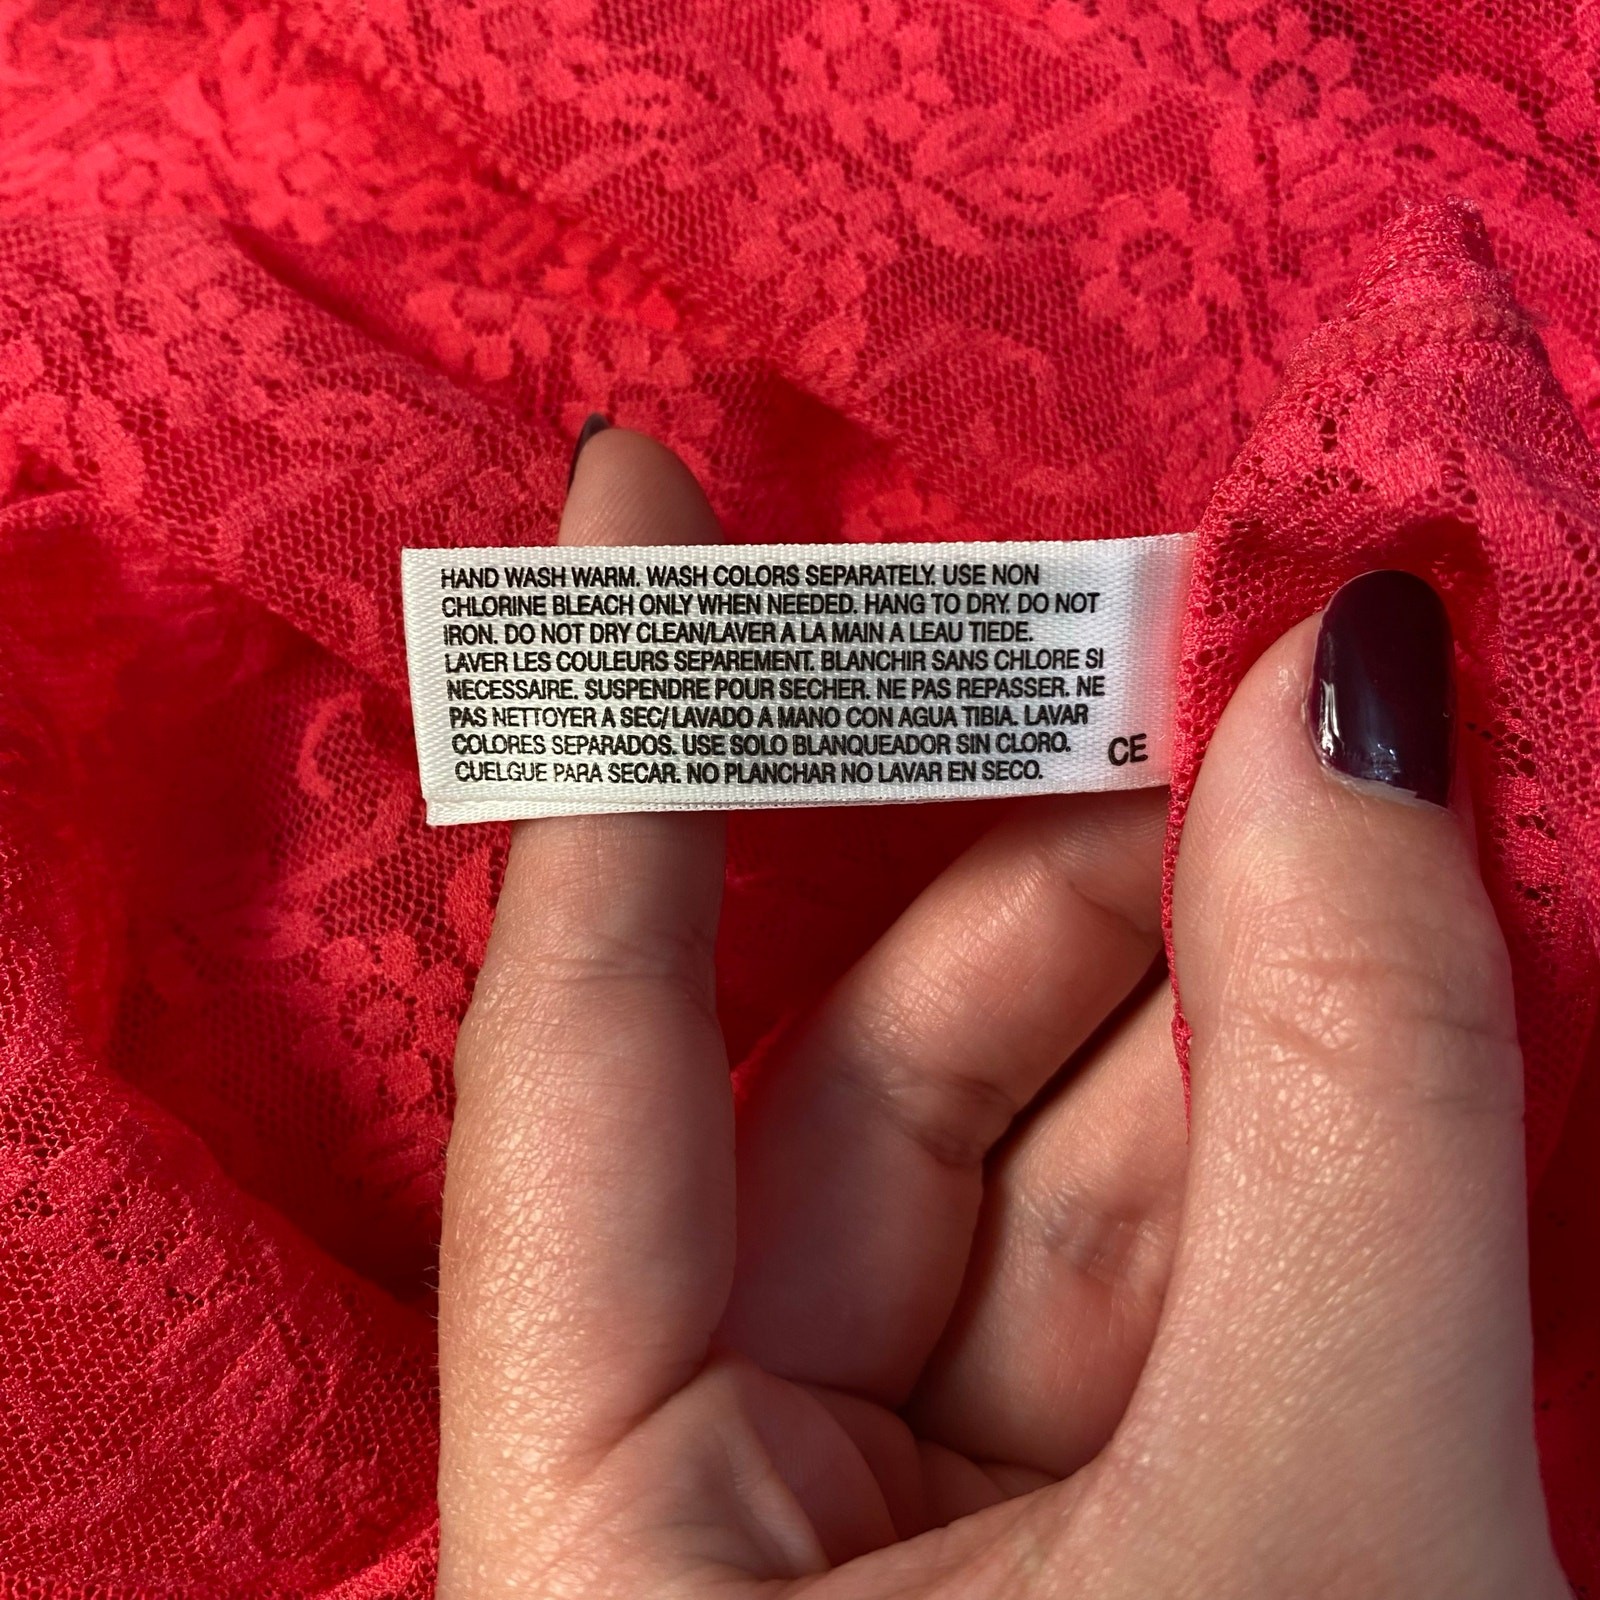 HAND WASH WARM. WASH COLORS SEPARATELY. USE NON
CHLORINE BLEACH ONLY WHEN NEEDED. HANG TO DRY. DO NOT
IRON. DO NOT DRY CLEAN/LAVER A LA MAIN A LEAU TIEDE.
LAVER LES COULEURS SEPAREMENT. BLANCHIR SANS CHLORE SI
NECESSAIRE. SUSPENDRE POUR SECHER. NE PAS REPASSER. NE
PAS NETTOYER A SEC/ LAVADO A MANO CON AGUA TIBIA. LAVAR
COLORES SEPARADOS. USE SOLO BLANQUEADOR SIN CLORO.
CUELGUE PARA SECAR. NO PLANCHAR NO LAVAR EN SECO.
CE